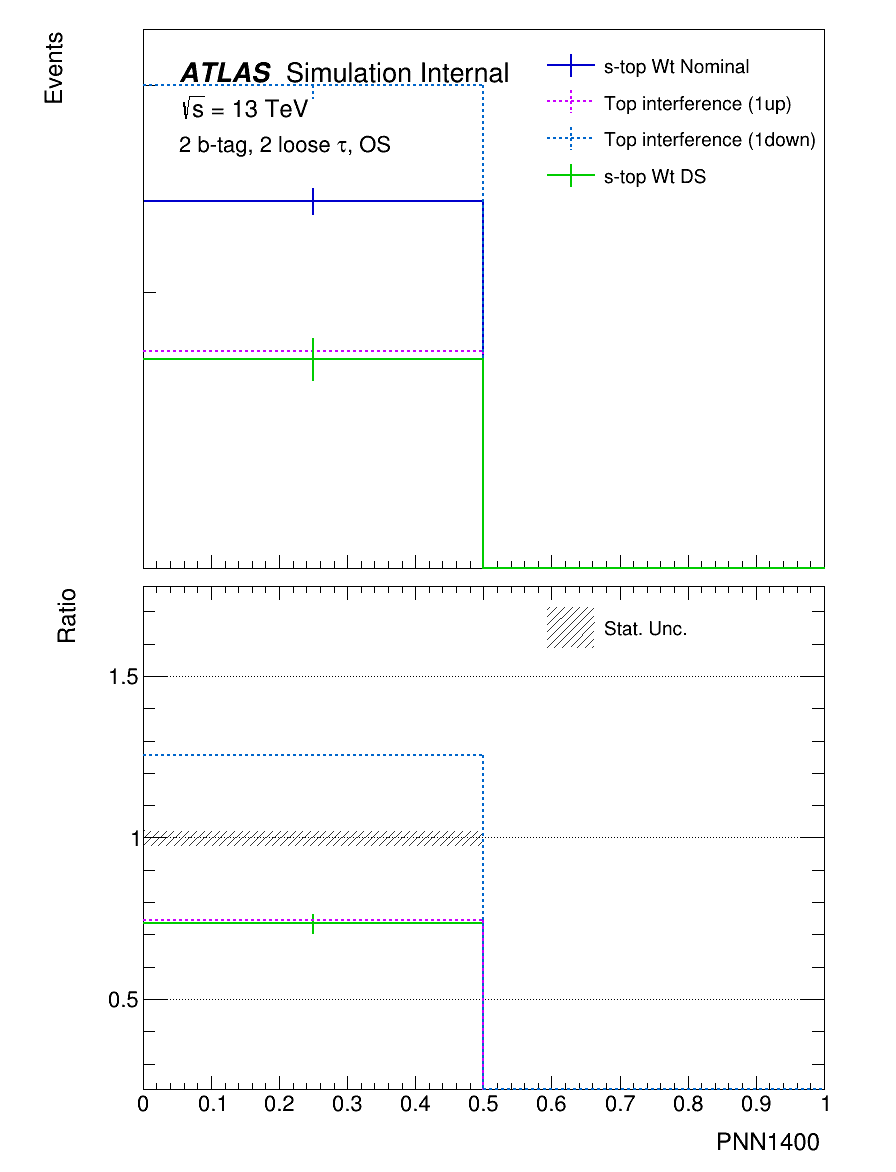 Events
ATLAS Simulation Internal
√s = 13 TeV
2 b-tag, 2 loose τ, OS
s-top Wt Nominal
Top interference (1up)
Top interference (1down)
s-top Wt DS
Ratio
Stat. Unc.
1.5
1
0.5
0 0.1 0.2 0.3 0.4 0.5 0.6 0.7 0.8 0.9 1
PNN1400